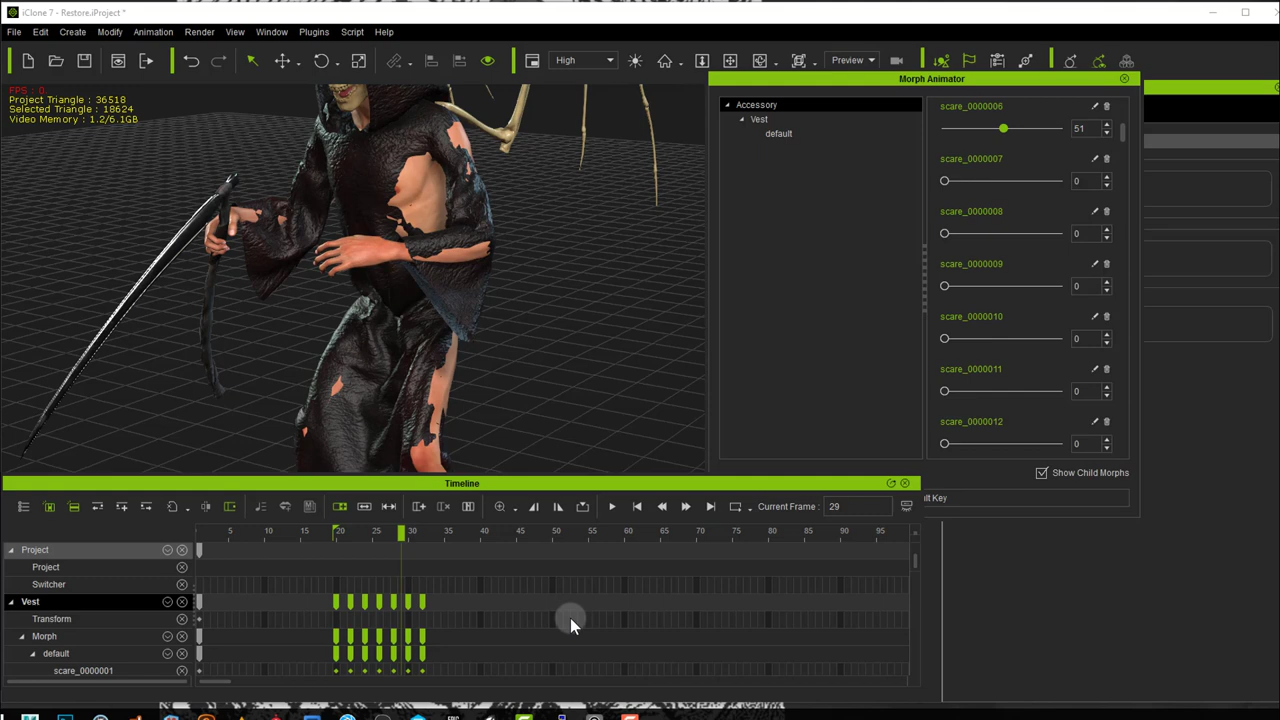 iClone 7 - Restore.iProject *
File Edit Create Modify Animation Render View Window Plugins Script Help
High Preview
FPS : 0
Project Triangle : 36518
Selected Triangle : 18624
Video Memory : 1.2/6.1GB
Morph Animator
Accessory
Vest
default
scare_0000006
51
scare_0000007
0
scare_0000008
0
scare_0000009
0
scare_0000010
0
scare_0000011
0
scare_0000012
0
Show Child Morphs
ult Key
Timeline
Current Frame : 29
5 10 15 20 25 30 35 40 45 50 55 60 65 70 75 80 85 90 95
Project
Project
Switcher
Vest
Transform
Morph
default
scare_0000001